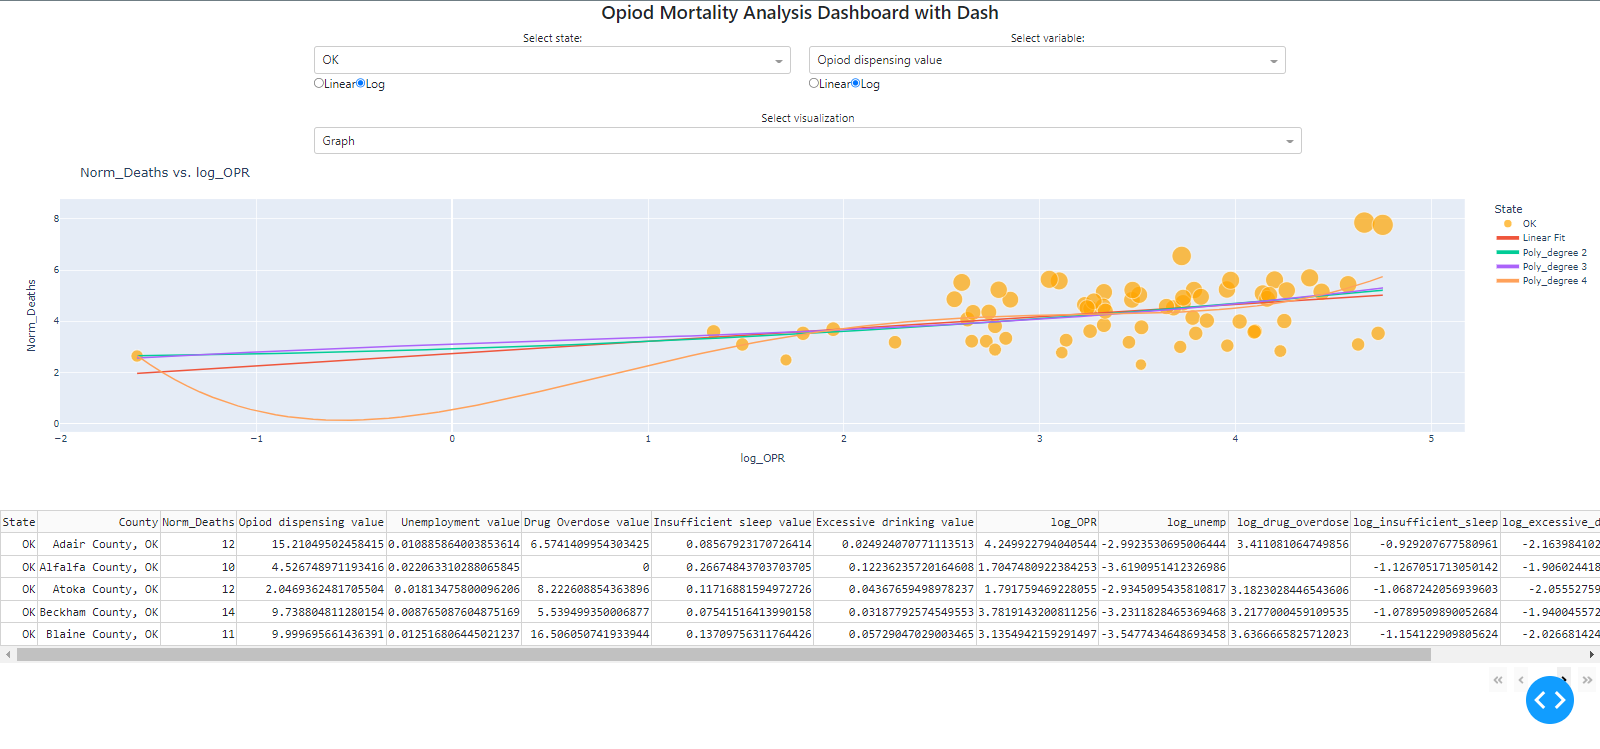 Opiod Mortality Analysis Dashboard with Dash
Select state: Select variable:
OK Opiod dispensing value
Linear Log Linear Log
Select visualization
Graph
Norm_Deaths vs. log_OPR
State
OK
Linear Fit
Poly_degree 2
Poly_degree 3
Poly_degree 4
Norm_Deaths
8
6
4
2
0
−2 −1 0 1 2 3 4 5
log_OPR
State County Norm_Deaths Opiod dispensing value Unemployment value Drug Overdose value Insufficient sleep value Excessive drinking value log_OPR log_unemp log_drug_overdose log_insufficient_sleep log_excessive_d
OK Adair County, OK 12 15.21049502458415 0.010885864003853614 6.5741409954303425 0.08567923170726414 0.024924070771113513 4.249922794040544 -2.9923530695006444 3.411081064749856 -0.929207677580961 -2.163984102
OK Alfalfa County, OK 10 4.526748971193416 0.022063310288065845 0 0.26674843703703705 0.12236235720164608 1.7047480922384253 -3.6190951412326986 -1.1267051713050142 -1.906024418
OK Atoka County, OK 12 2.0469362481705504 0.01813475800096206 8.222608854363896 0.11716881594972726 0.04367659498978237 1.791759469228055 -2.9345095435810817 3.1823028446543606 -1.0687242056939603 -2.05552759
OK Beckham County, OK 14 9.738804811280154 0.008765087604875169 5.539499350006877 0.07541516413990158 0.03187792574549553 3.7819143200811256 -3.2311828465369468 3.2177000459109535 -1.0789509890052684 -1.940045572
OK Blaine County, OK 11 9.999695661436391 0.012516806445021237 16.506050741933944 0.13709756311764426 0.05729047029003465 3.1354942159291497 -3.5477434648693458 3.6366665825712023 -1.154122909805624 -2.026681424